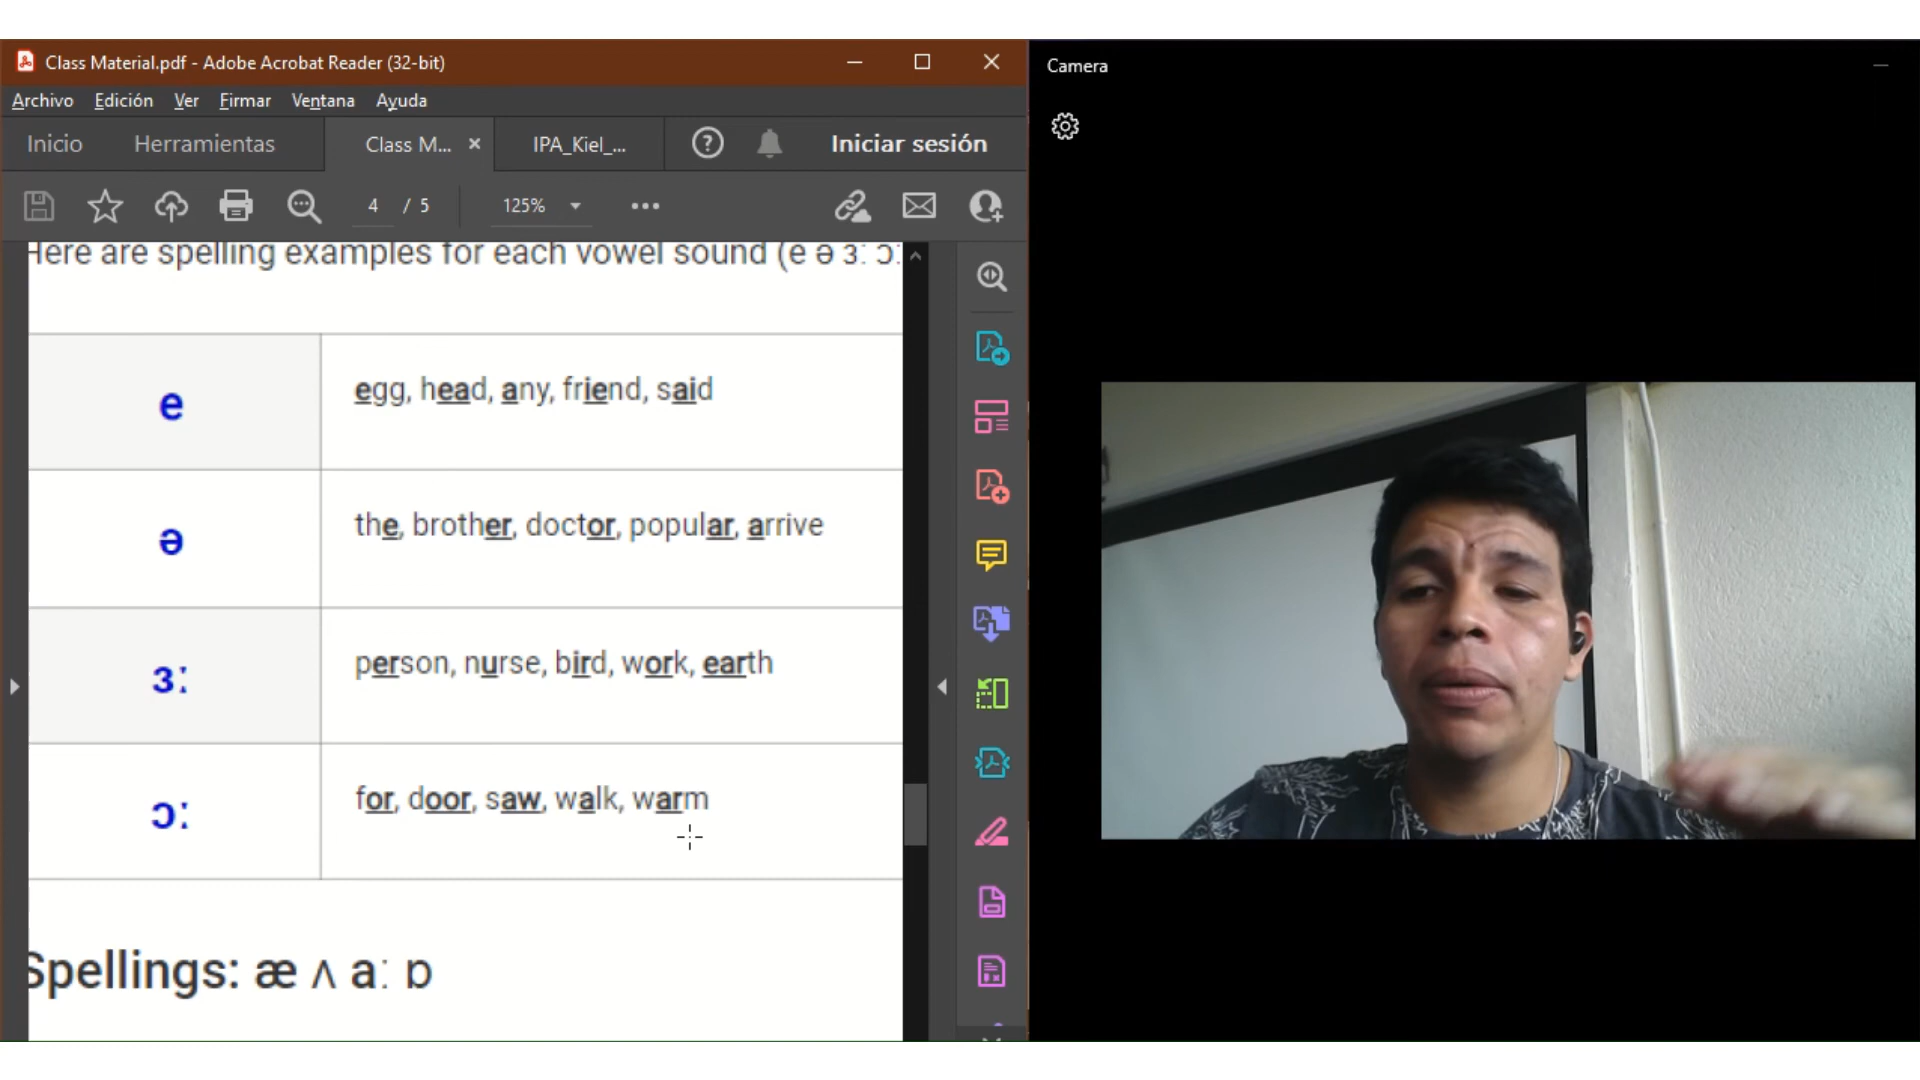 Class Material.pdf - Adobe Acrobat Reader (32-bit)
Archivo Edición Ver Firmar Ventana Ayuda
Inicio Herramientas Class M... IPA_Kiel_... Iniciar sesión
4 / 5 125%
Here are spelling examples for each vowel sound (e ə ɜː ɔː
e
egg, head, any, friend, said
ə
the, brother, doctor, popular, arrive
ɜː
person, nurse, bird, work, earth
ɔː
for, door, saw, walk, warm
Spellings: æ ʌ aː ɒ
Camera